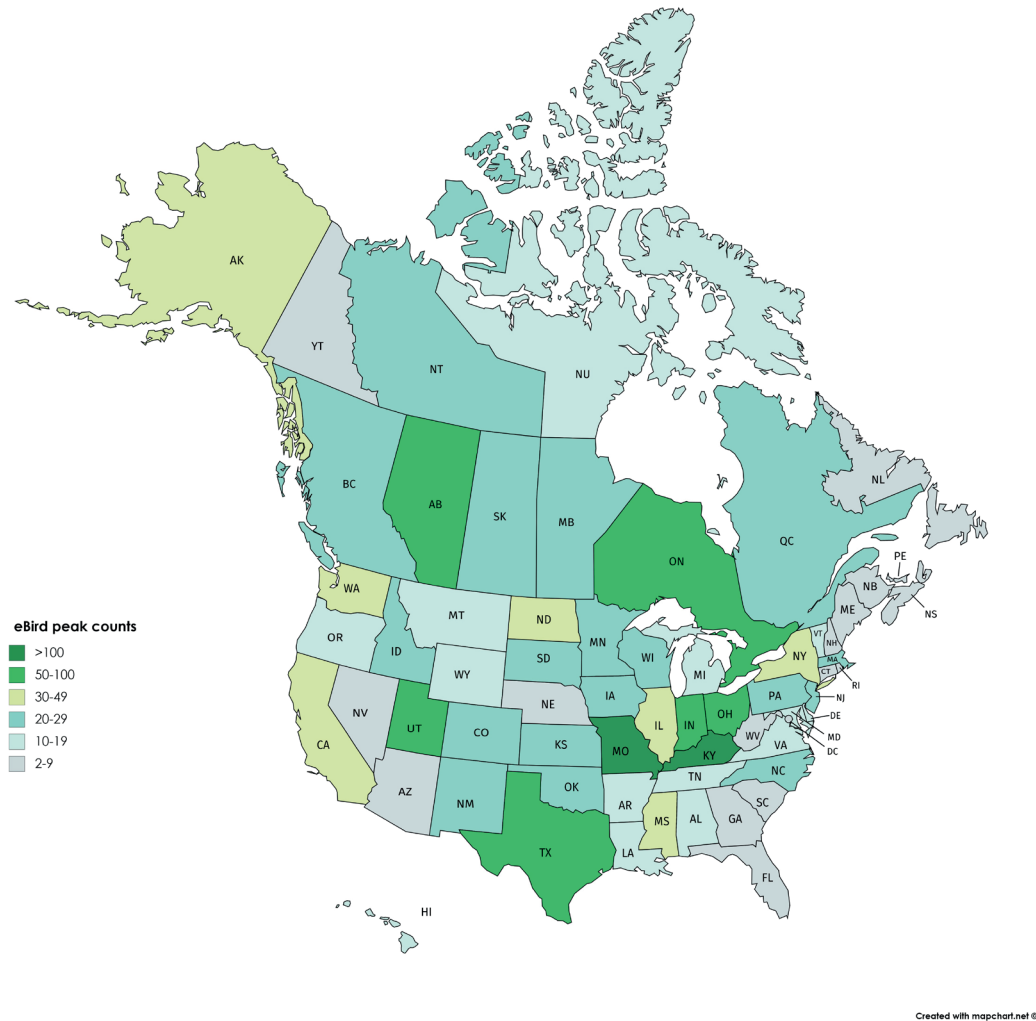 AK
YT
NT
NU
BC
AB
SK
MB
ON
QC
NL
PE
NB
NS
ME
WA
OR
MT
ID
WY
ND
SD
MN
WI
MI
NY
VT
NH
MA
CT
RI
NJ
DE
MD
DC
PA
NV
UT
CO
NE
KS
IA
IL
IN
OH
MO
KY
WV
VA
CA
AZ
NM
OK
TX
AR
LA
TN
NC
MS
AL
GA
SC
FL
HI
eBird peak counts
>100
50-100
30-49
20-29
10-19
2-9
Created with mapchart.net ©